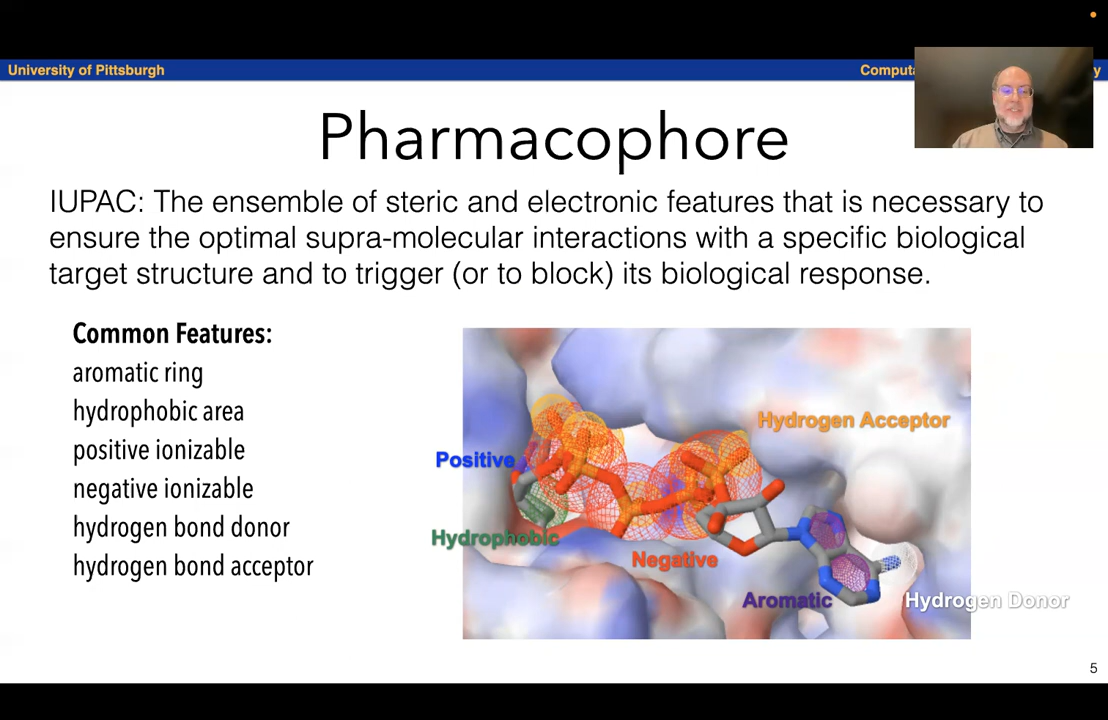 University of Pittsburgh
Pharmacophore
IUPAC: The ensemble of steric and electronic features that is necessary to
ensure the optimal supra-molecular interactions with a specific biological
target structure and to trigger (or to block) its biological response.
Common Features:
aromatic ring
hydrophobic area
positive ionizable
negative ionizable
hydrogen bond donor
hydrogen bond acceptor
Hydrogen Acceptor
Positive
Hydrophobic
Negative
Aromatic
Hydrogen Donor
5